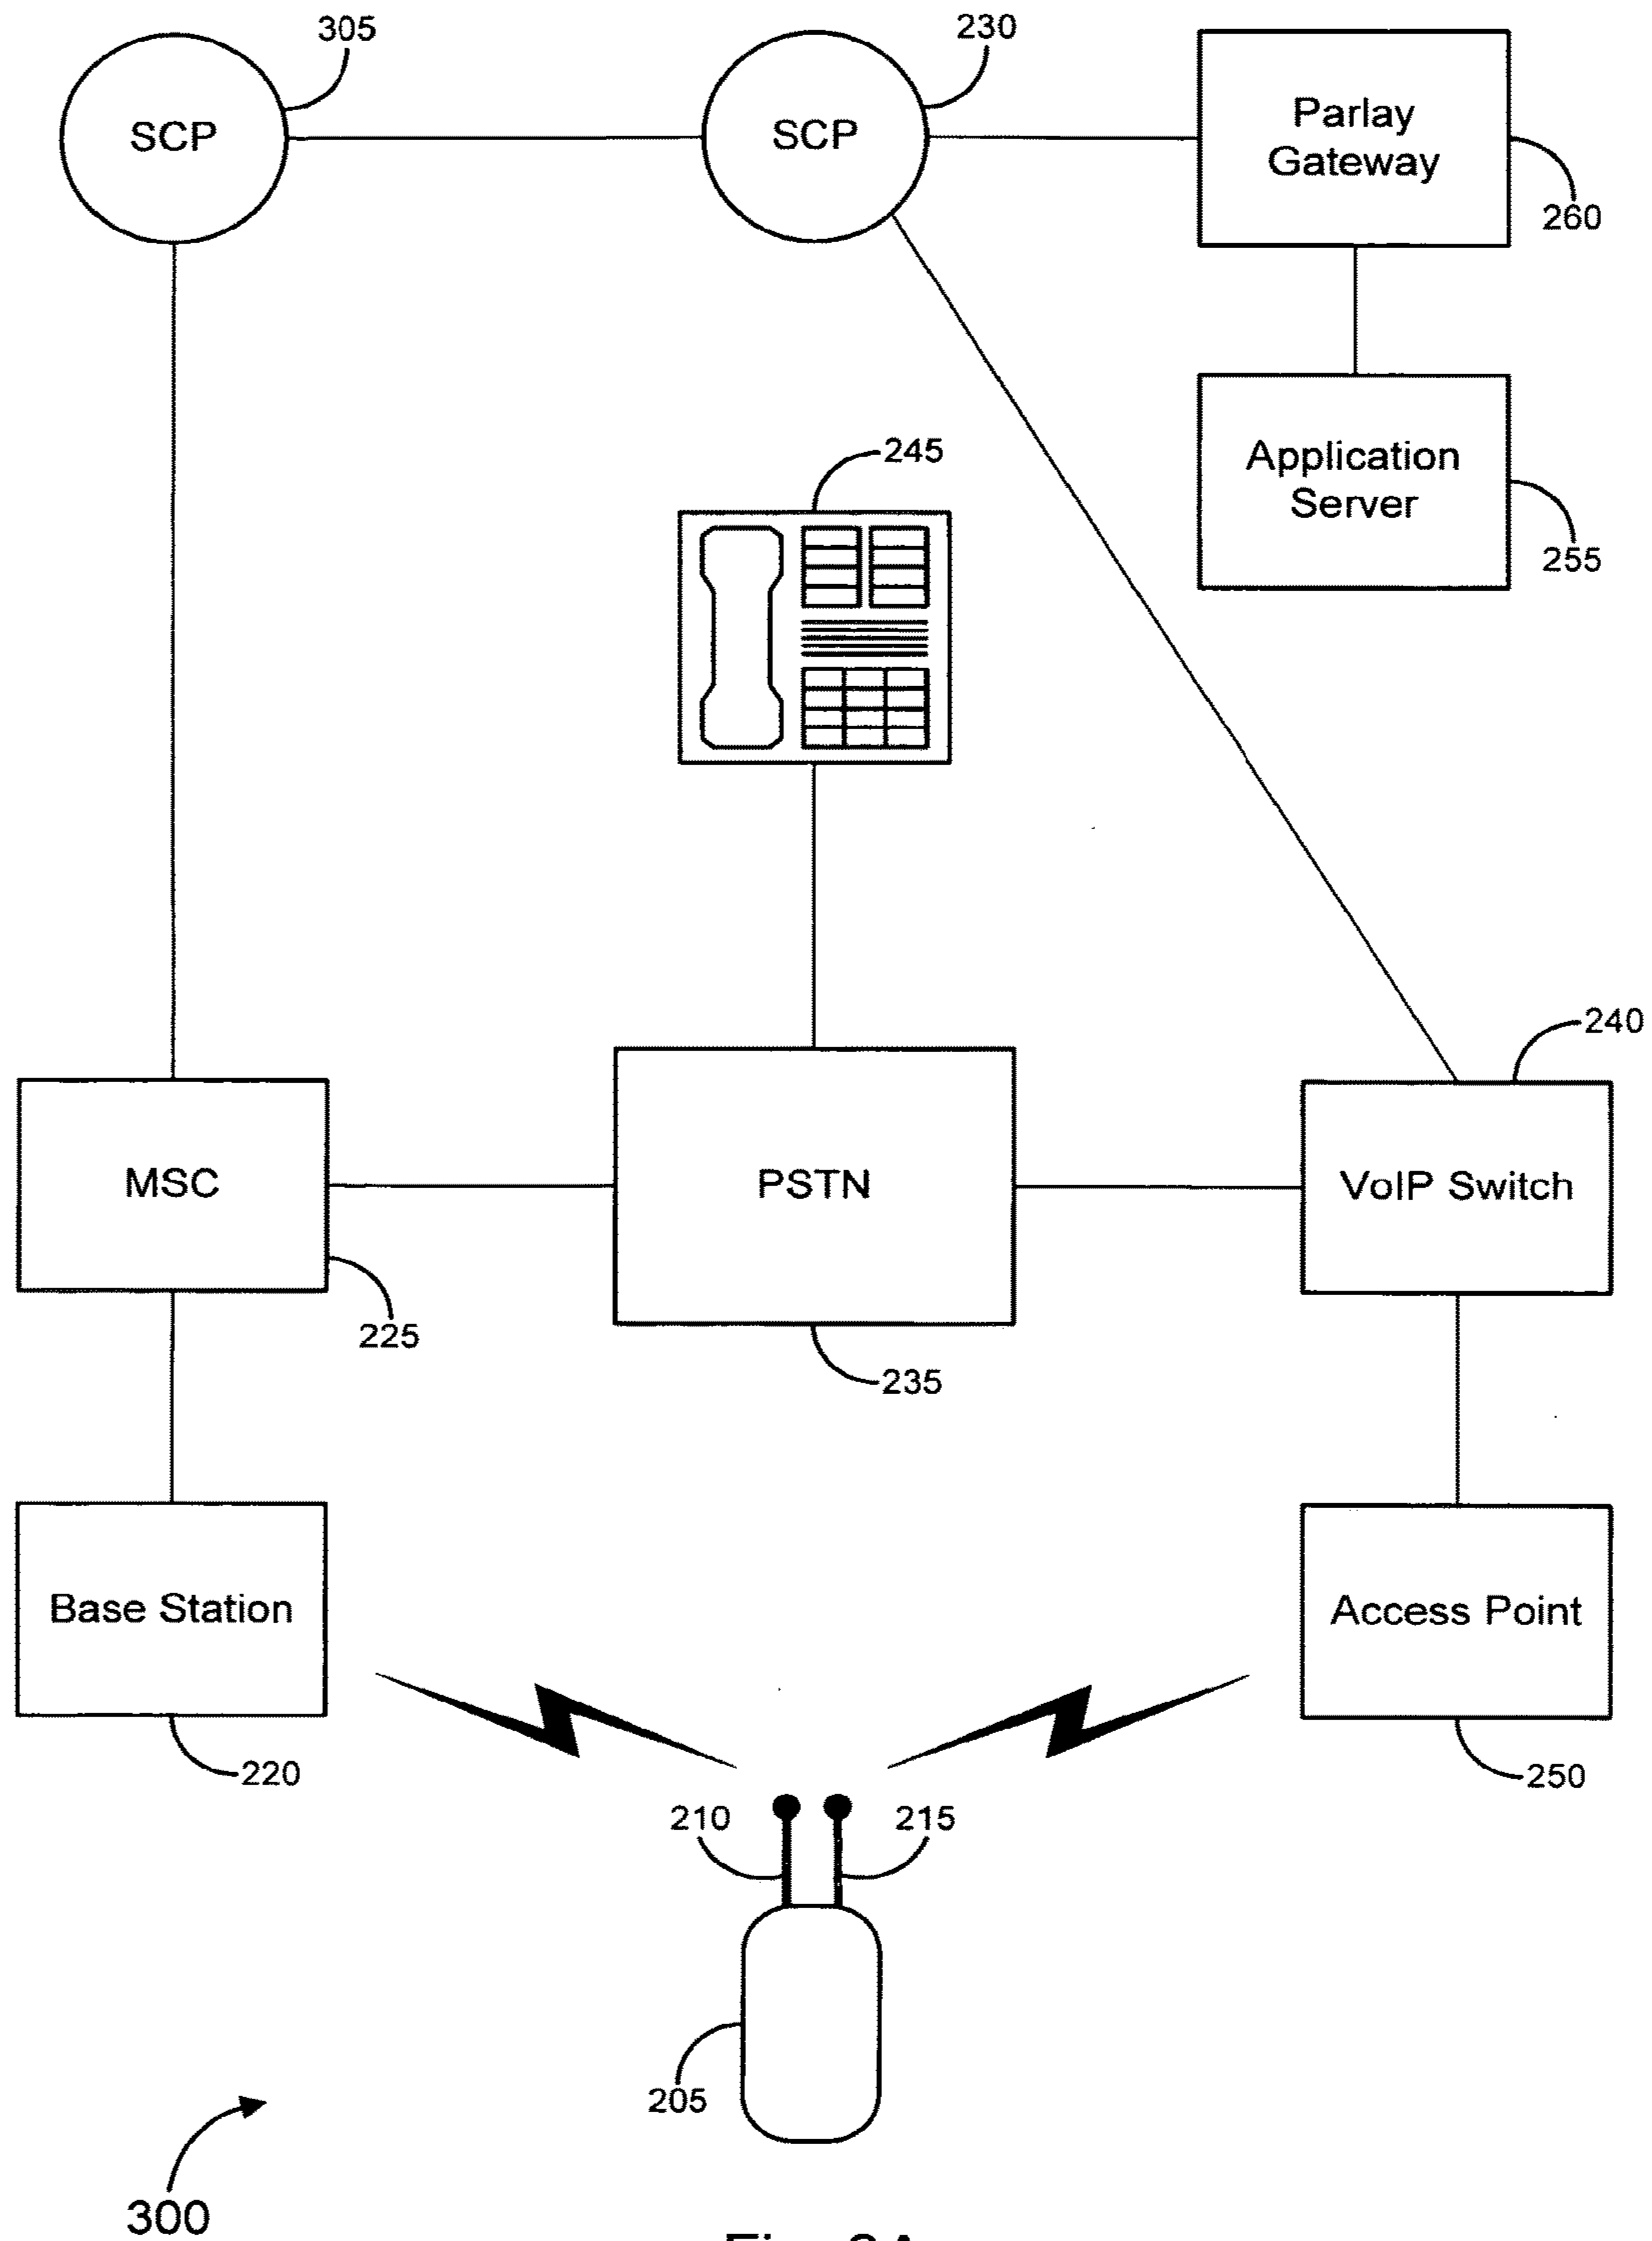 305
230
SCP
SCP
Parlay
Gateway
260
245
Application
Server
255
240
MSC
PSTN
VoIP Switch
225
235
Base Station
Access Point
220
250
210
215
205
300